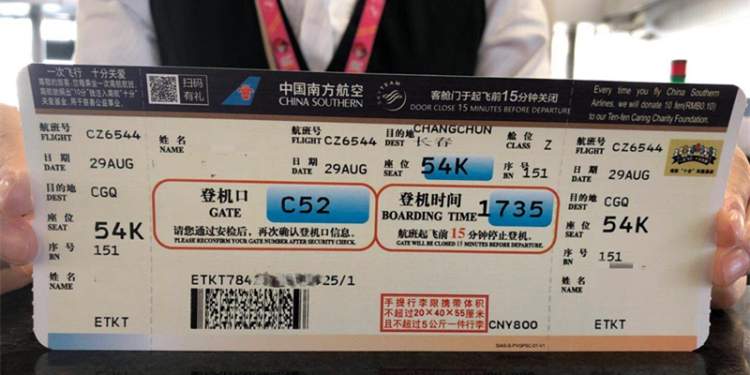 一次飞行 十分关爱
扫码
有礼
中国南方航空
CHINA SOUTHERN
SKYTEAM
客舱门于起飞前15分钟关闭
DOOR CLOSE 15 MINUTES BEFORE DEPARTURE
Every time you fly China Southern
Airlines, we will donate 10 fen(RMB0.10)
to our Ten-fen Caring Charity Foundation.
航班号
FLIGHT CZ6544
日期
DATE 29AUG
目的地
DEST CGQ
座位
SEAT 54K
序号
BN 151
ETKT
姓名
NAME
航班号
FLIGHT CZ6544
日期
DATE 29AUG
目的地 CHANGCHUN
DEST 长春
座位
SEAT 54K
舱位
CLASS Z
序号
BN 151
登机口
GATE C52
请您通过安检后,再次确认登机口信息。
PLEASE RECONFIRM YOUR GATE NUMBER AFTER SECURITY CHECK.
登机时间
BOARDING TIME 1735
航班起飞前15分钟停止登机。
GATE WILL BE CLOSED 15 MINUTES BEFORE DEPARTURE.
ETKT784
25/1
手提行李限携带体积
不超过20×40×55厘米
且不超过5公斤一件行李
CNY800
航班号
FLIGHT CZ6544
日期
DATE 29AUG
目的地
DEST CGQ
座位
SEAT 54K
序号
BN 151
姓名
NAME
ETKT